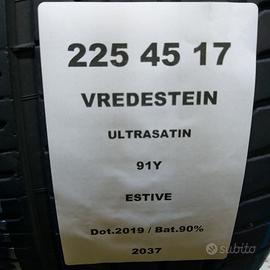 225 45 17
VREDESTEIN
ULTRASATIN
91Y
ESTIVE
Dot.2019 / Bat.90%
2037
subito